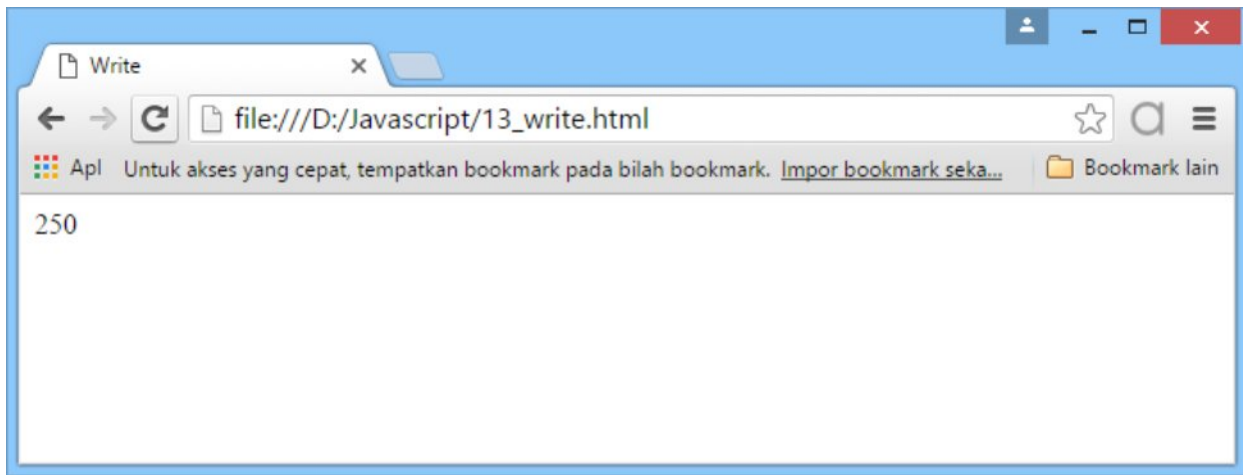 Write
file:///D:/Javascript/13_write.html
Apl Untuk akses yang cepat, tempatkan bookmark pada bilah bookmark. Impor bookmark seka... Bookmark lain
250